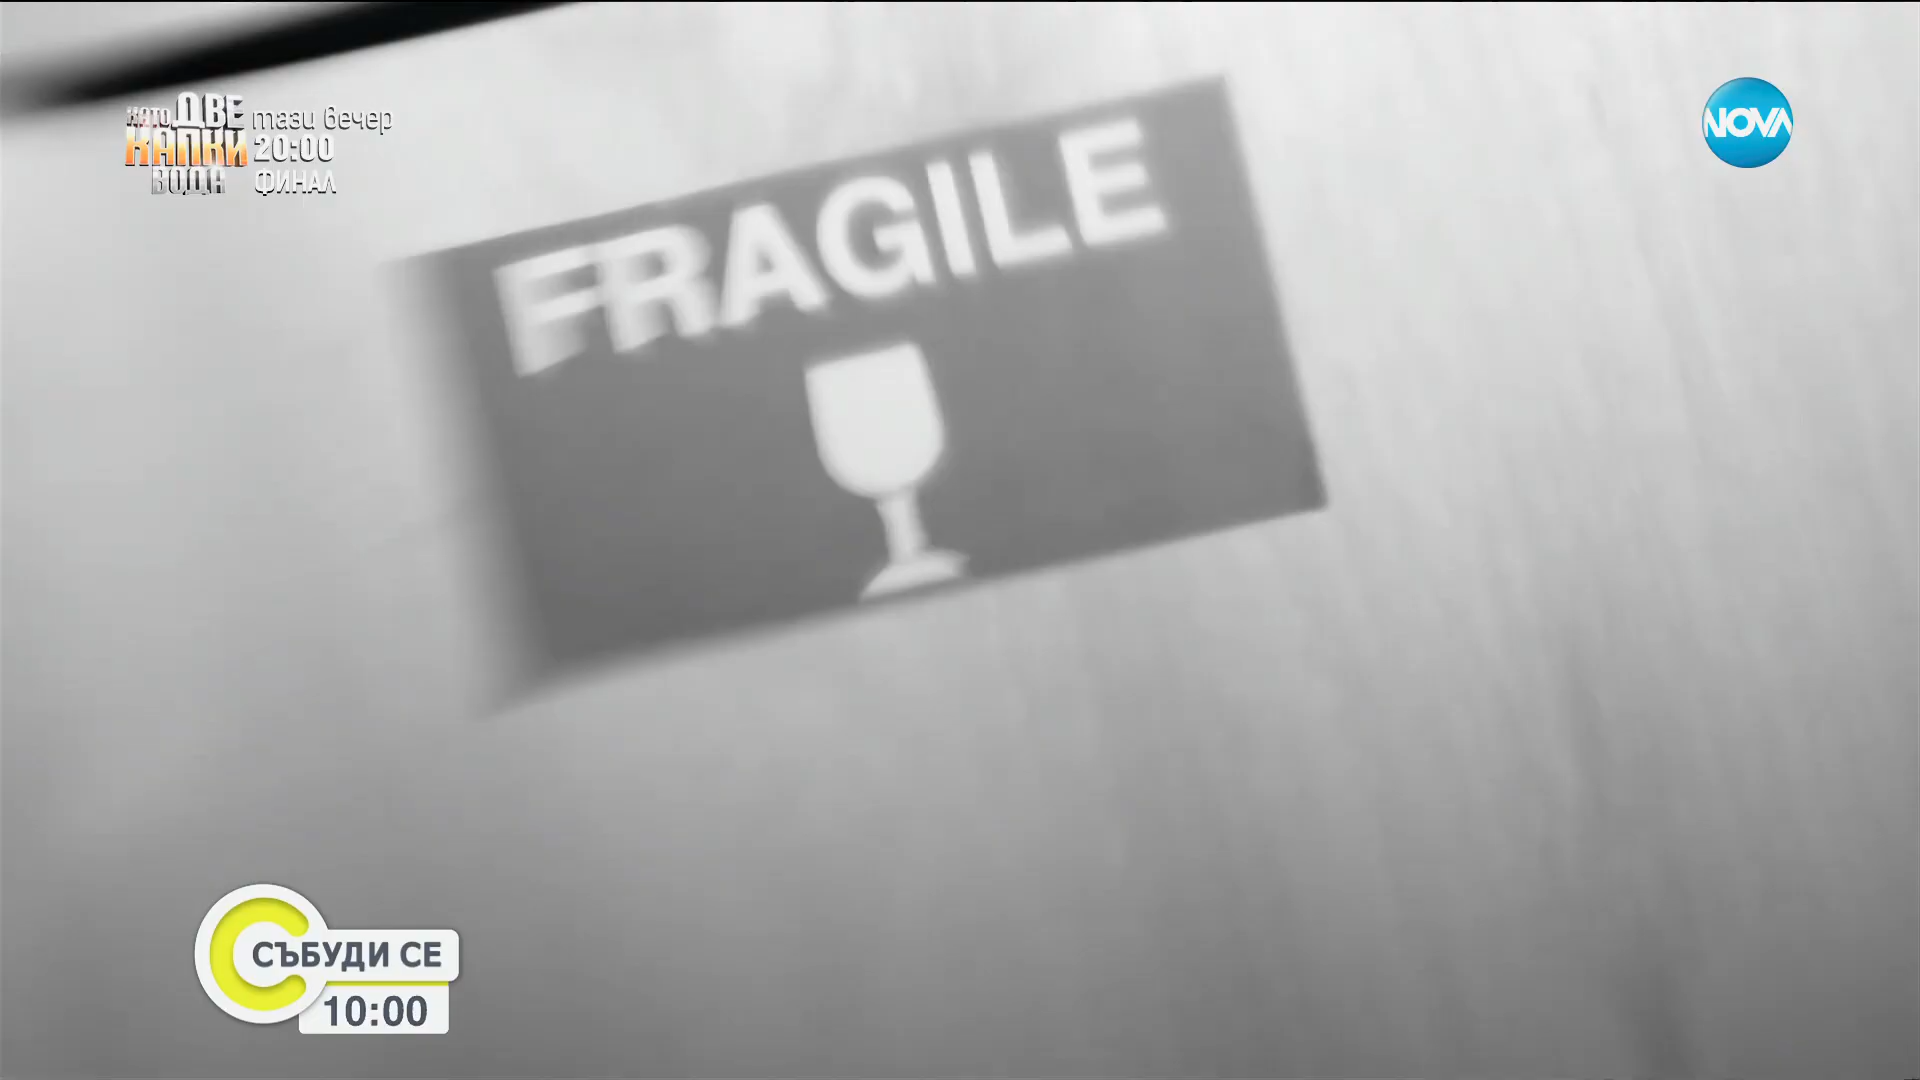 КАТО ДВЕ
КАПКИ
ВОДА
тази вечер
20:00
ФИНАЛ
NOVA
FRAGILE
СЪБУДИ СЕ
10:00